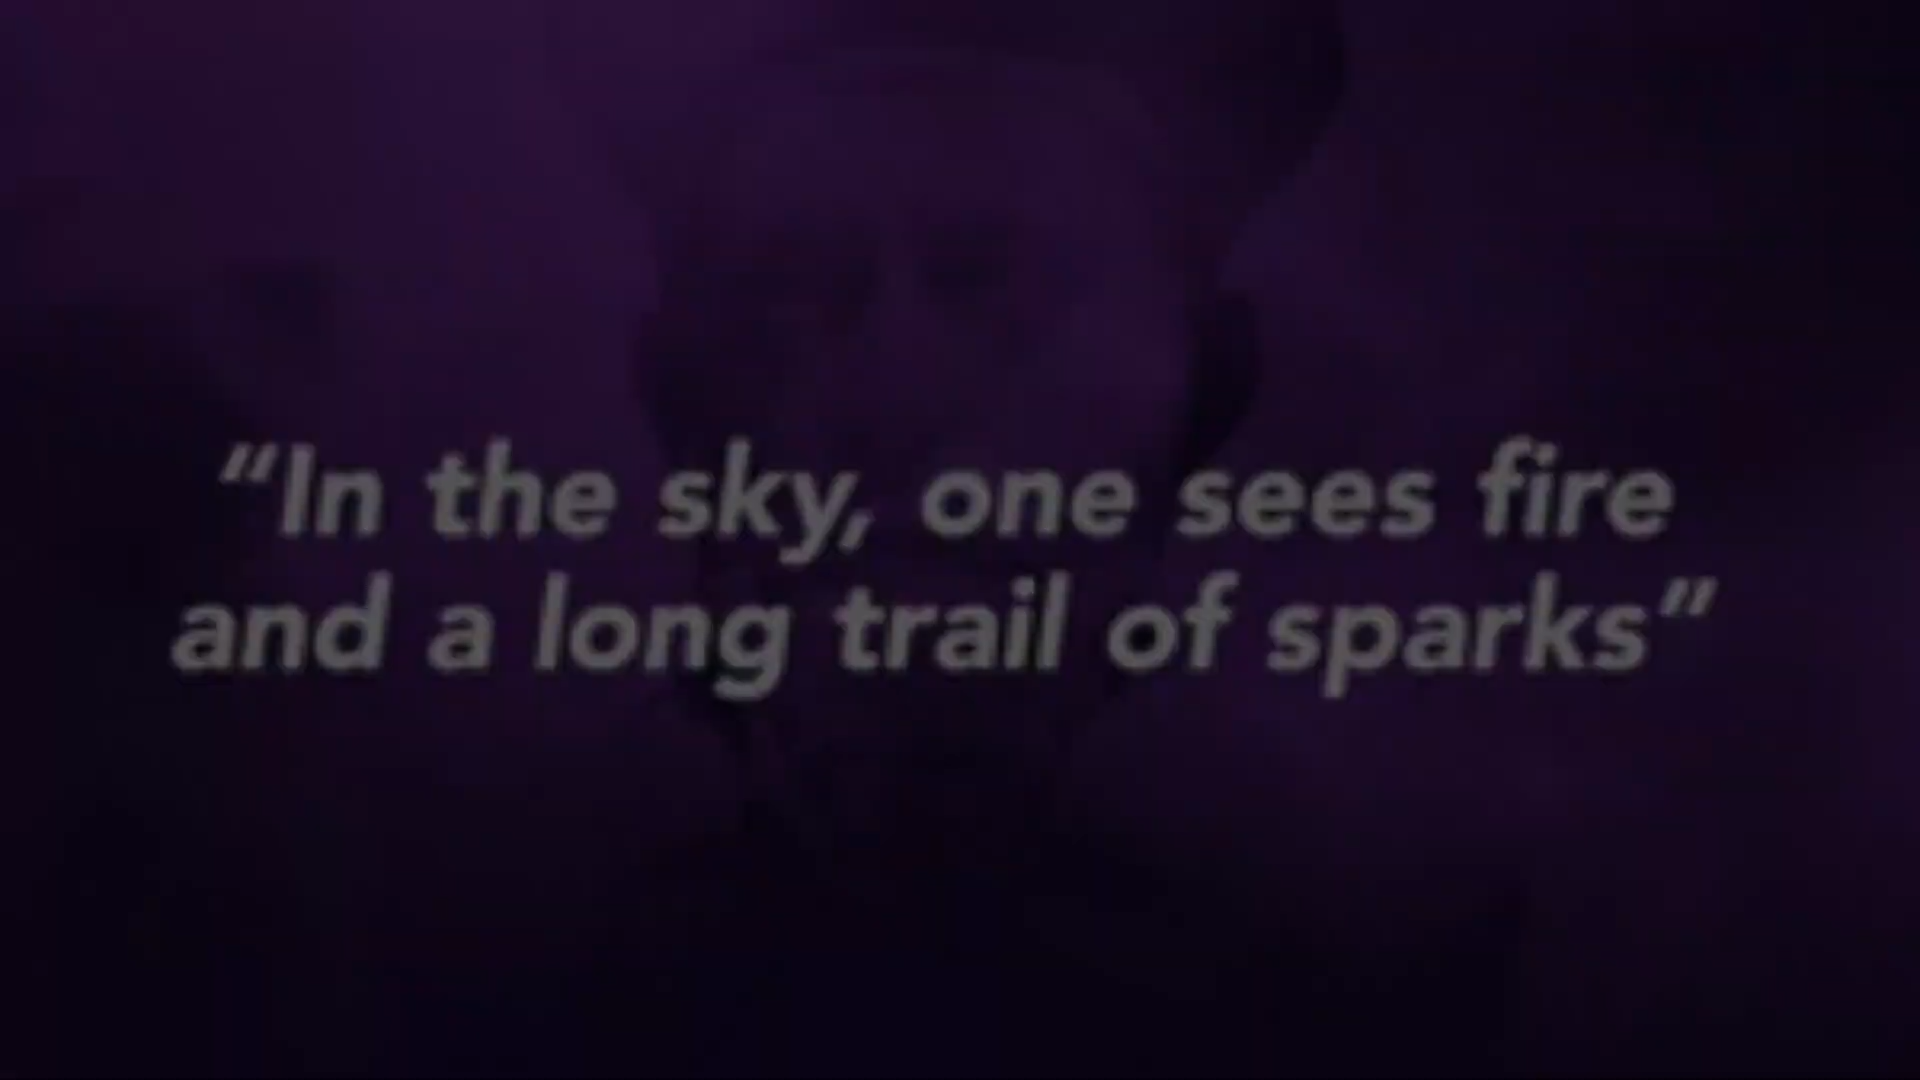 “In the sky, one sees fire
and a long trail of sparks”